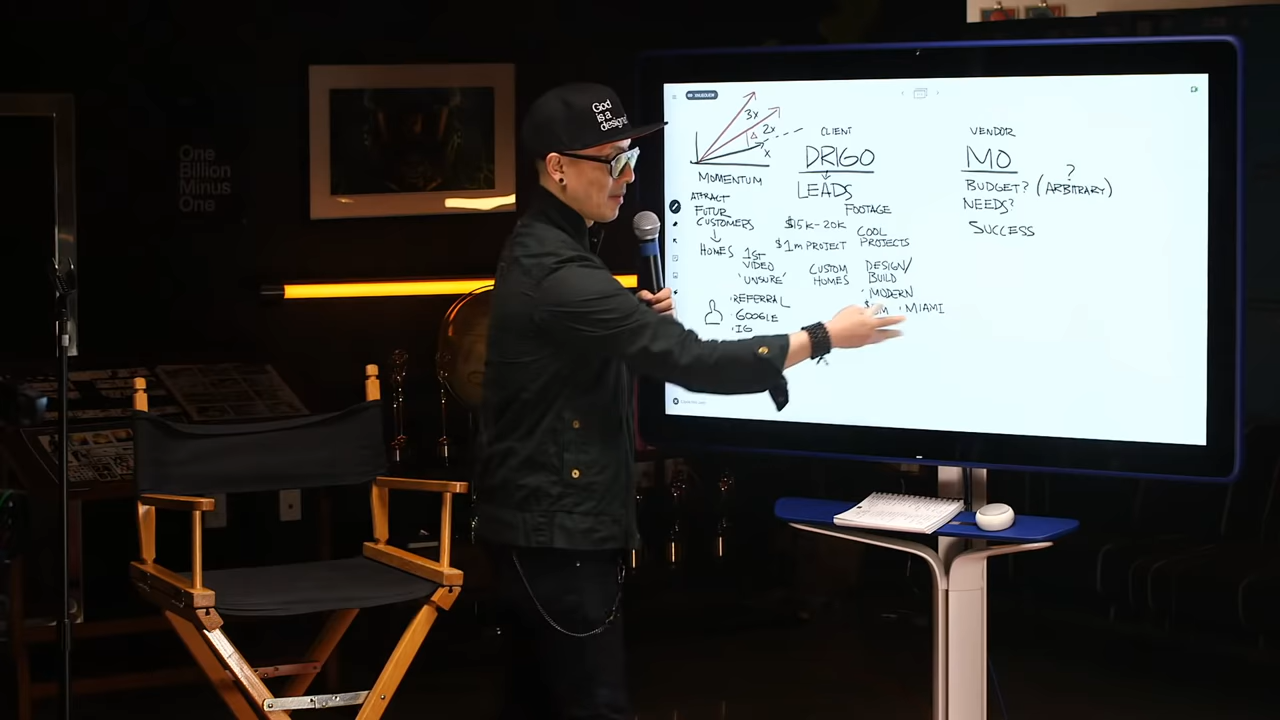 God
is a
designer
One
Billion
Minus
One
3x
2x
Δ
x
MOMENTUM
ATTRACT
FUTUR
CUSTOMERS
HOMES
1ST
VIDEO
'UNSURE'
• REFERRAL
• GOOGLE
• IG
CLIENT
DRIGO
LEADS
FOOTAGE
$15K-20K
COOL
PROJECTS
$1M PROJECT
CUSTOM
HOMES
DESIGN/
BUILD
• MODERN
• MIAMI
VENDOR
MO
?
BUDGET? (ARBITRARY)
NEEDS?
SUCCESS